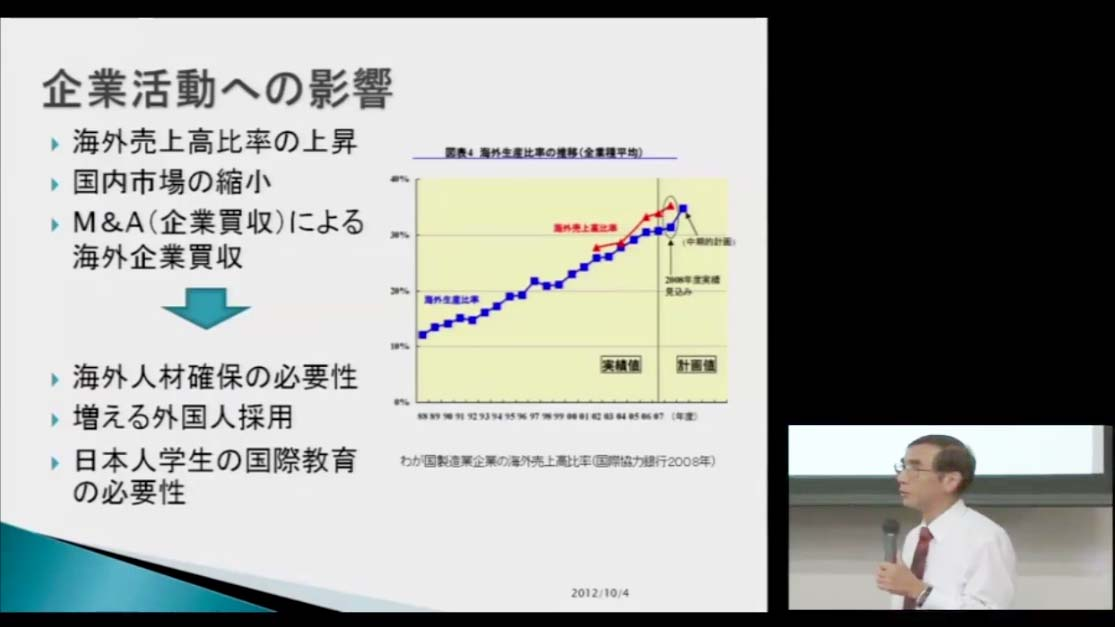 企業活動への影響
海外売上高比率の上昇
国内市場の縮小
M&A(企業買収)による
海外企業買収
海外人材確保の必要性
増える外国人採用
日本人学生の国際教育
の必要性
図表4 海外生産比率の推移(全業種平均)
40%
30%
20%
10%
0%
海外売上高比率
海外生産比率
(中期的計画)
2008年度実績
見込み
実績値
計画値
88 89 90 91 92 93 94 95 96 97 98 99 00 01 02 03 04 05 06 07 (年度)
わが国製造業企業の海外売上高比率(国際協力銀行2008年)
2012/10/4